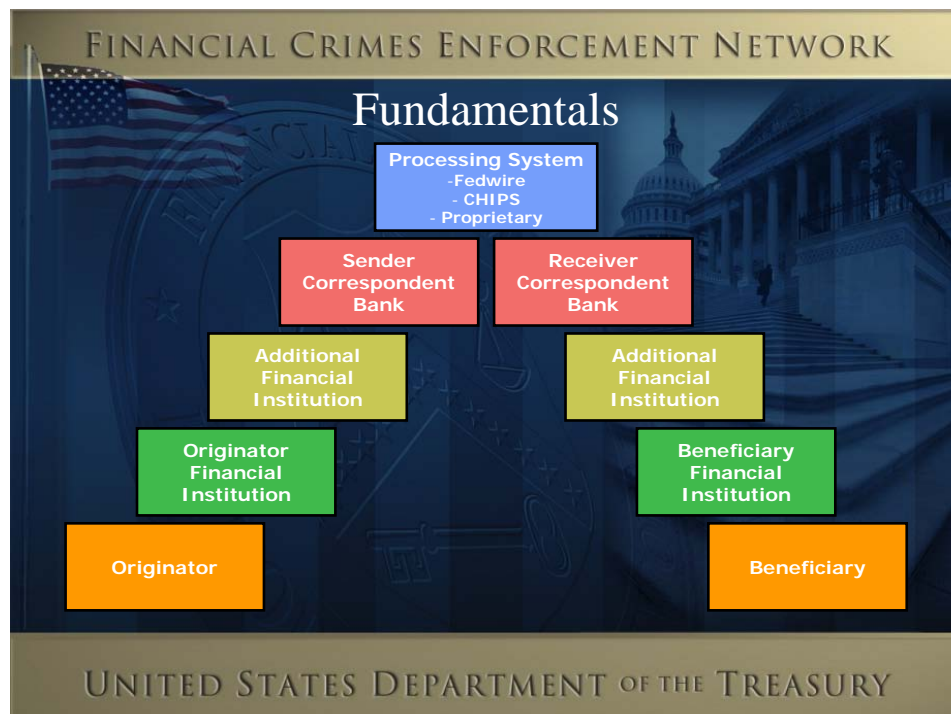 FINANCIAL CRIMES ENFORCEMENT NETWORK
Fundamentals
Processing System
-Fedwire
- CHIPS
- Proprietary
Sender
Correspondent
Bank
Receiver
Correspondent
Bank
Additional
Financial
Institution
Additional
Financial
Institution
Originator
Financial
Institution
Beneficiary
Financial
Institution
Originator
Beneficiary
UNITED STATES DEPARTMENT OF THE TREASURY